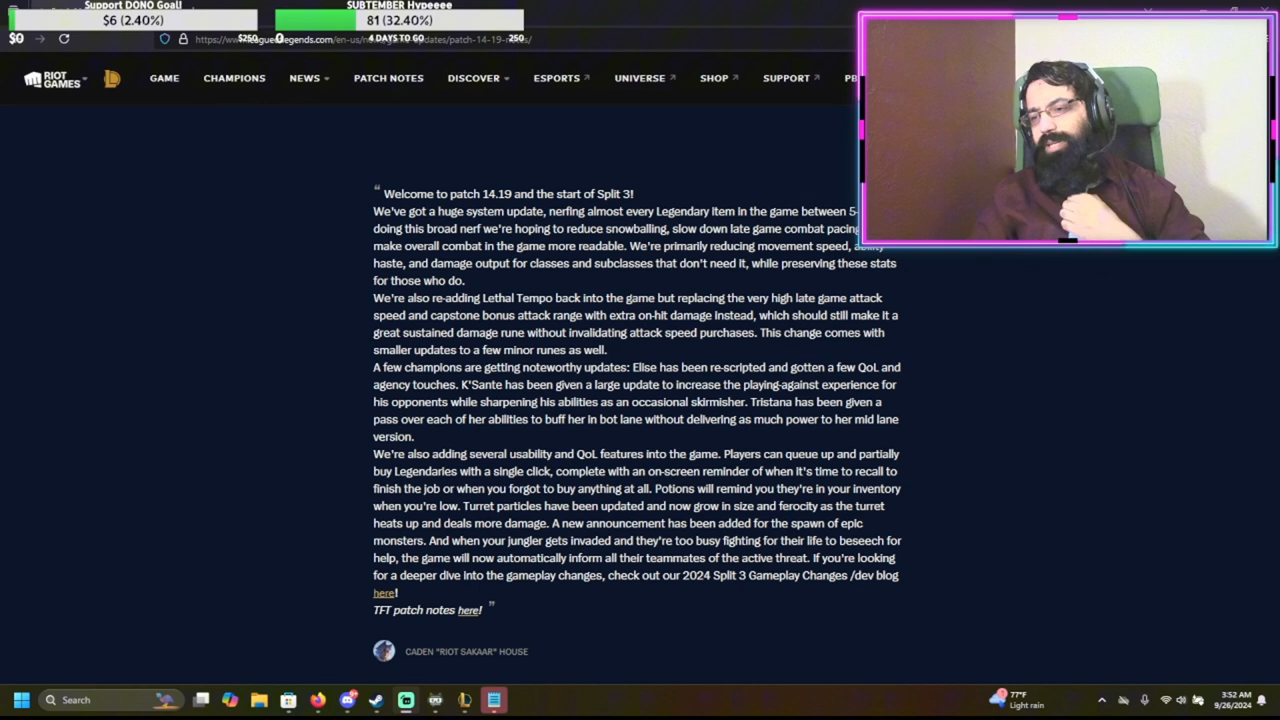 Support DONO Goal!
$6 (2.40%)
$0
$250
SUBTEMBER Hypeeee
81 (32.40%)
0
4 DAYS TO GO
250
RIOT GAMES
GAME
CHAMPIONS
NEWS
PATCH NOTES
DISCOVER
ESPORTS
UNIVERSE
SHOP
SUPPORT
" Welcome to patch 14.19 and the start of Split 3!
We've got a huge system update, nerfing almost every Legendary item in the game between 5-
doing this broad nerf we're hoping to reduce snowballing, slow down late game combat pacing
make overall combat in the game more readable. We're primarily reducing movement speed, ability
haste, and damage output for classes and subclasses that don't need it, while preserving these stats
for those who do.
We're also re-adding Lethal Tempo back into the game but replacing the very high late game attack
speed and capstone bonus attack range with extra on-hit damage instead, which should still make it a
great sustained damage rune without invalidating attack speed purchases. This change comes with
smaller updates to a few minor runes as well.
A few champions are getting noteworthy updates: Elise has been re-scripted and gotten a few QoL and
agency touches. K'Sante has been given a large update to increase the playing-against experience for
his opponents while sharpening his abilities as an occasional skirmisher. Tristana has been given a
pass over each of her abilities to buff her in bot lane without delivering as much power to her mid lane
version.
We're also adding several usability and QoL features into the game. Players can queue up and partially
buy Legendaries with a single click, complete with an on-screen reminder of when it's time to recall to
finish the job or when you forgot to buy anything at all. Potions will remind you they're in your inventory
when you're low. Turret particles have been updated and now grow in size and ferocity as the turret
heats up and deals more damage. A new announcement has been added for the spawn of epic
monsters. And when your jungler gets invaded and they're too busy fighting for their life to beseech for
help, the game will now automatically inform all their teammates of the active threat. If you're looking
for a deeper dive into the gameplay changes, check out our 2024 Split 3 Gameplay Changes /dev blog
here!
TFT patch notes here! "
CADEN "RIOT SAKAAR" HOUSE
Search
77°F
Light rain
3:52 AM
9/26/2024